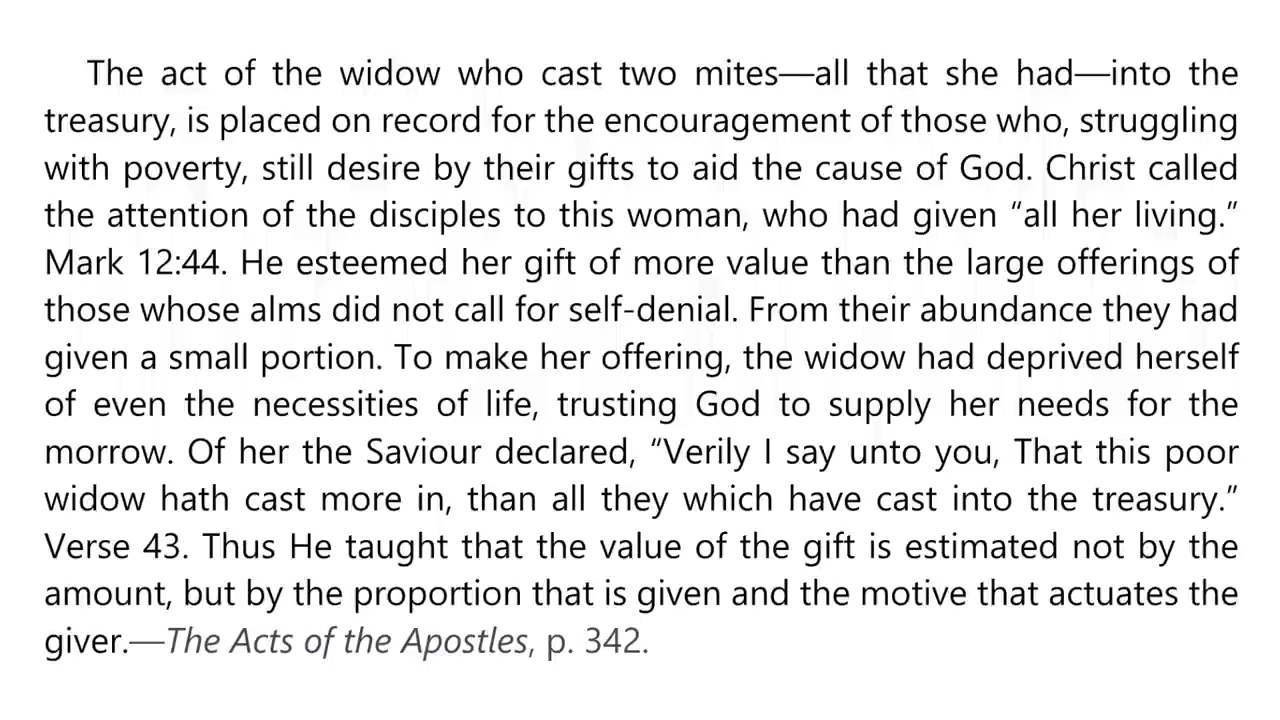 The act of the widow who cast two mites—all that she had—into the
treasury, is placed on record for the encouragement of those who, struggling
with poverty, still desire by their gifts to aid the cause of God. Christ called
the attention of the disciples to this woman, who had given “all her living.”
Mark 12:44. He esteemed her gift of more value than the large offerings of
those whose alms did not call for self-denial. From their abundance they had
given a small portion. To make her offering, the widow had deprived herself
of even the necessities of life, trusting God to supply her needs for the
morrow. Of her the Saviour declared, “Verily I say unto you, That this poor
widow hath cast more in, than all they which have cast into the treasury.”
Verse 43. Thus He taught that the value of the gift is estimated not by the
amount, but by the proportion that is given and the motive that actuates the
giver.—The Acts of the Apostles, p. 342.